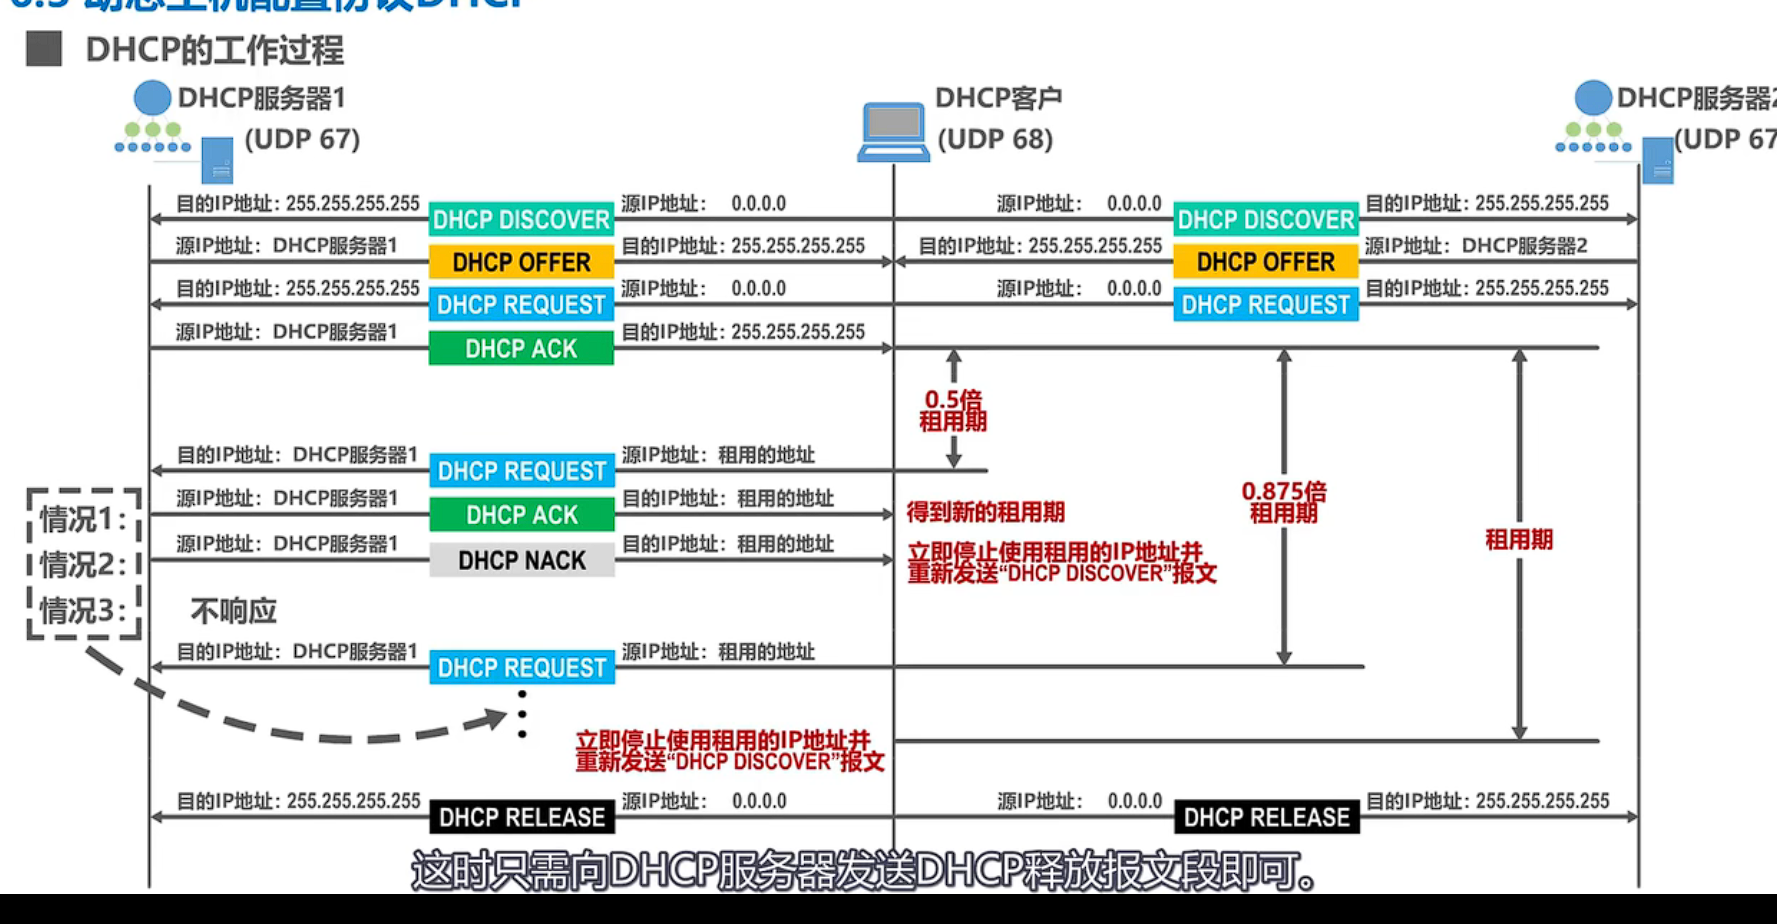 6.3 动态主机配置协议DHCP
DHCP的工作过程
DHCP服务器1
(UDP 67)
DHCP客户
(UDP 68)
DHCP服务器2
(UDP 67
目的IP地址: 255.255.255.255 DHCP DISCOVER 源IP地址: 0.0.0.0 源IP地址: 0.0.0.0 DHCP DISCOVER 目的IP地址: 255.255.255.255
源IP地址: DHCP服务器1 DHCP OFFER 目的IP地址: 255.255.255.255 目的IP地址: 255.255.255.255 DHCP OFFER 源IP地址: DHCP服务器2
目的IP地址: 255.255.255.255 DHCP REQUEST 源IP地址: 0.0.0.0 源IP地址: 0.0.0.0 DHCP REQUEST 目的IP地址: 255.255.255.255
源IP地址: DHCP服务器1 DHCP ACK 目的IP地址: 255.255.255.255
0.5倍
租用期
目的IP地址: DHCP服务器1 DHCP REQUEST 源IP地址: 租用的地址
0.875倍
租用期
租用期
情况1: 源IP地址: DHCP服务器1 DHCP ACK 目的IP地址: 租用的地址 得到新的租用期
情况2: 源IP地址: DHCP服务器1 DHCP NACK 目的IP地址: 租用的地址
立即停止使用租用的IP地址并
重新发送“DHCP DISCOVER”报文
情况3: 不响应
目的IP地址: DHCP服务器1 DHCP REQUEST 源IP地址: 租用的地址
立即停止使用租用的IP地址并
重新发送“DHCP DISCOVER”报文
目的IP地址: 255.255.255.255 DHCP RELEASE 源IP地址: 0.0.0.0 源IP地址: 0.0.0.0 DHCP RELEASE 目的IP地址: 255.255.255.255
这时只需向DHCP服务器发送DHCP释放报文段即可。